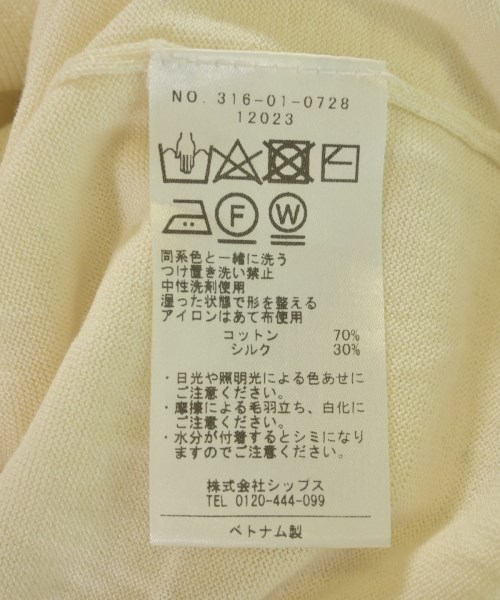 NO. 316-01-0728
12023
F
W
同系色と一緒に洗う
つけ置き洗い禁止
中性洗剤使用
湿った状態で形を整える
アイロンはあて布使用
コットン 70%
シルク 30%
・日光や照明光による色あせに
ご注意ください。
・摩擦による毛羽立ち、白化に
ご注意ください。
・水分が付着するとシミになり
ますのでご注意ください。
株式会社シップス
TEL 0120-444-099
ベトナム製